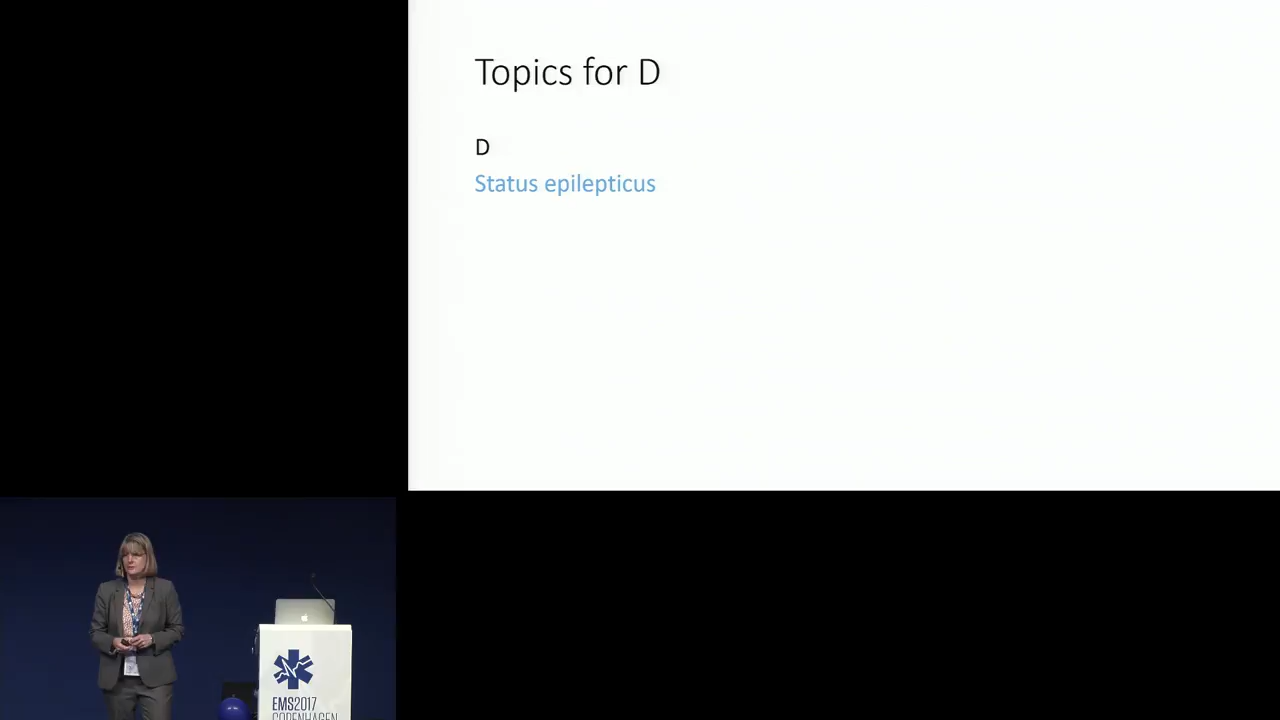 Topics for D
D
Status epilepticus
EMS2017
COPENHAGEN